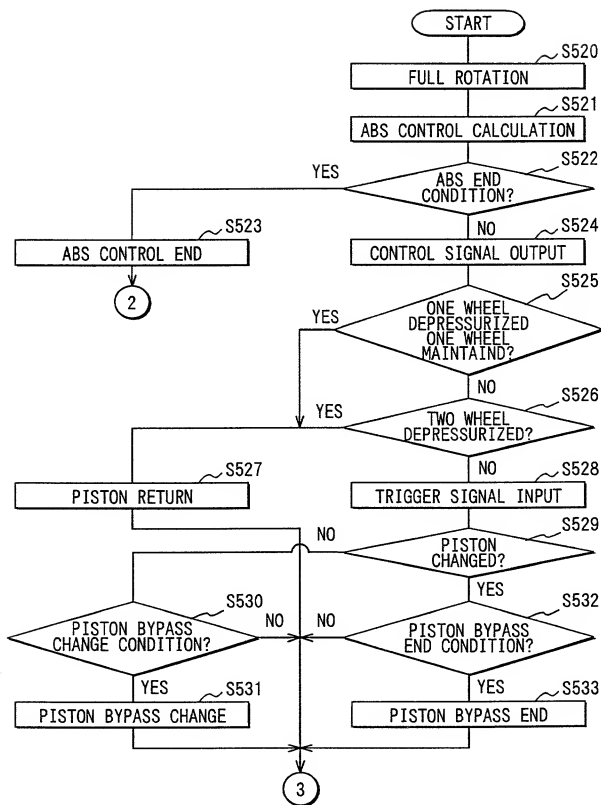 START
S520
FULL ROTATION
S521
ABS CONTROL CALCULATION
S522
YES
ABS END
CONDITION?
S523
NO
S524
ABS CONTROL END
CONTROL SIGNAL OUTPUT
2
S525
YES
ONE WHEEL
DEPRESSURIZED
ONE WHEEL
MAINTAIND?
NO
S526
YES
TWO WHEEL
DEPRESSURIZED?
S527
NO
S528
PISTON RETURN
TRIGGER SIGNAL INPUT
S529
NO
PISTON
CHANGED?
YES
S530
S532
PISTON BYPASS
CHANGE CONDITION?
NO
NO
PISTON BYPASS
END CONDITION?
YES
S531
YES
S533
PISTON BYPASS CHANGE
PISTON BYPASS END
3